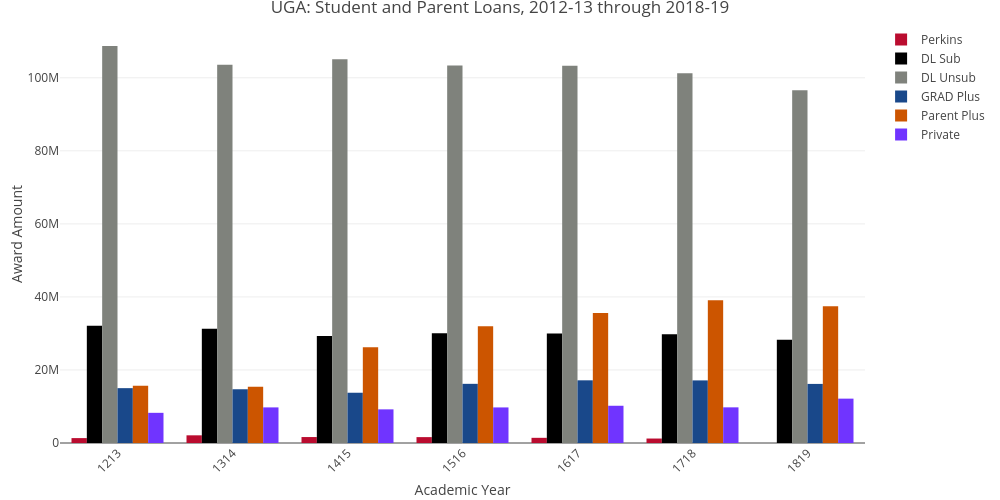 UGA: Student and Parent Loans, 2012-13 through 2018-19
Perkins
DL Sub
DL Unsub
GRAD Plus
Parent Plus
Private
Award Amount
100M
80M
60M
40M
20M
0
1213
1314
1415
1516
1617
1718
1819
Academic Year